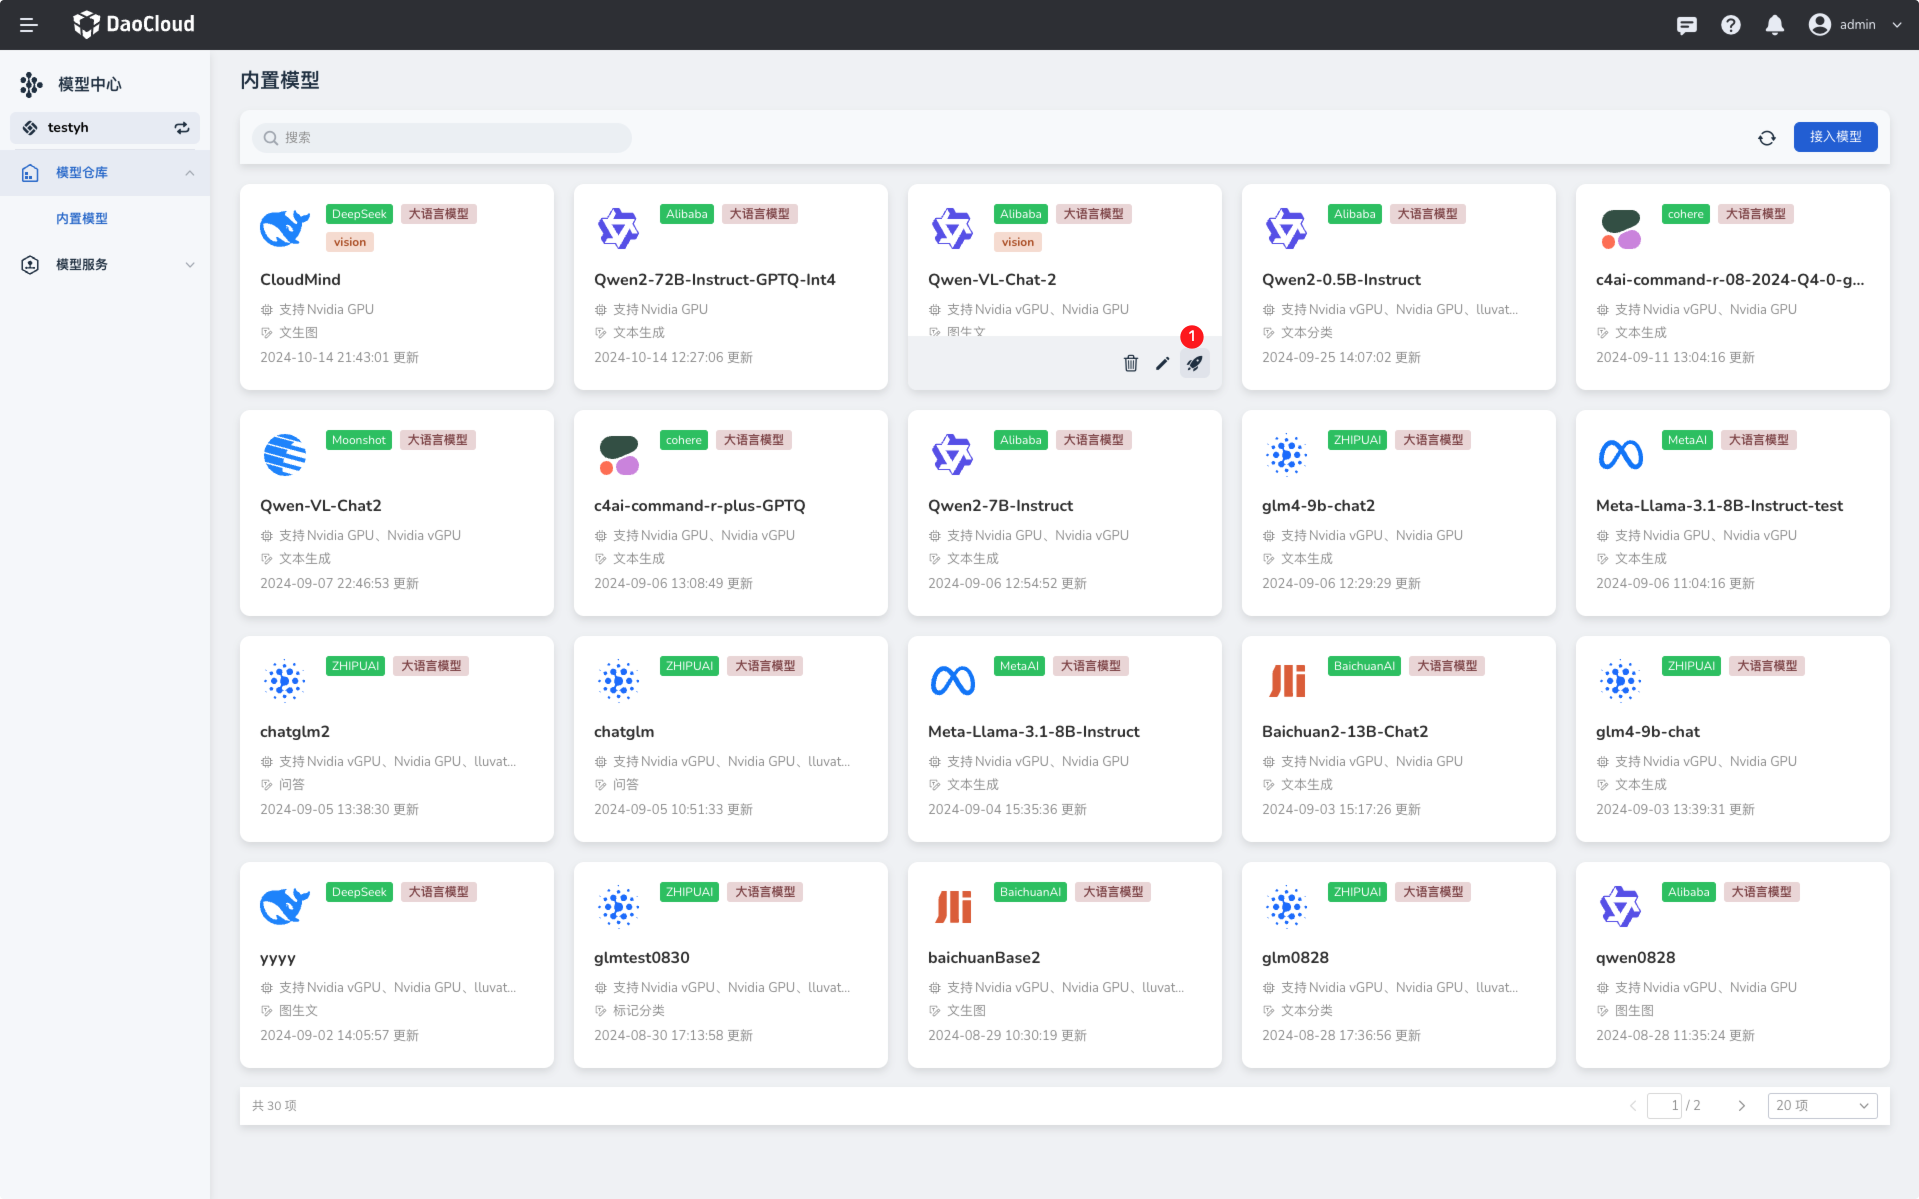 DaoCloud
admin
模型中心
testyh
模型仓库
内置模型
模型服务
内置模型
搜索
接入模型
DeepSeek 大语言模型
vision
CloudMind
支持 Nvidia GPU
文生图
2024-10-14 21:43:01 更新
Alibaba 大语言模型
Qwen2-72B-Instruct-GPTQ-Int4
支持 Nvidia GPU
文本生成
2024-10-14 12:27:06 更新
Alibaba 大语言模型
vision
Qwen-VL-Chat-2
支持 Nvidia vGPU、Nvidia GPU
图生文
1
Alibaba 大语言模型
Qwen2-0.5B-Instruct
支持 Nvidia vGPU、Nvidia GPU、lluvat...
文本分类
2024-09-25 14:07:02 更新
cohere 大语言模型
c4ai-command-r-08-2024-Q4-0-g...
支持 Nvidia vGPU、Nvidia GPU
文本生成
2024-09-11 13:04:16 更新
Moonshot 大语言模型
Qwen-VL-Chat2
支持 Nvidia GPU、Nvidia vGPU
文本生成
2024-09-07 22:46:53 更新
cohere 大语言模型
c4ai-command-r-plus-GPTQ
支持 Nvidia GPU、Nvidia vGPU
文本生成
2024-09-06 13:08:49 更新
Alibaba 大语言模型
Qwen2-7B-Instruct
支持 Nvidia GPU、Nvidia vGPU
文本生成
2024-09-06 12:54:52 更新
ZHIPUAI 大语言模型
glm4-9b-chat2
支持 Nvidia vGPU、Nvidia GPU
文本生成
2024-09-06 12:29:29 更新
MetaAI 大语言模型
Meta-Llama-3.1-8B-Instruct-test
支持 Nvidia GPU、Nvidia vGPU
文本生成
2024-09-06 11:04:16 更新
ZHIPUAI 大语言模型
chatglm2
支持 Nvidia vGPU、Nvidia GPU、lluvat...
问答
2024-09-05 13:38:30 更新
ZHIPUAI 大语言模型
chatglm
支持 Nvidia vGPU、Nvidia GPU、lluvat...
问答
2024-09-05 10:51:33 更新
MetaAI 大语言模型
Meta-Llama-3.1-8B-Instruct
支持 Nvidia vGPU、Nvidia GPU
文本生成
2024-09-04 15:35:36 更新
BaichuanAI 大语言模型
Baichuan2-13B-Chat2
支持 Nvidia vGPU、Nvidia GPU
文本生成
2024-09-03 15:17:26 更新
ZHIPUAI 大语言模型
glm4-9b-chat
支持 Nvidia vGPU、Nvidia GPU
文本生成
2024-09-03 13:39:31 更新
DeepSeek 大语言模型
yyyy
支持 Nvidia vGPU、Nvidia GPU、lluvat...
图生文
2024-09-02 14:05:57 更新
ZHIPUAI 大语言模型
glmtest0830
支持 Nvidia vGPU、Nvidia GPU、lluvat...
标记分类
2024-08-30 17:13:58 更新
BaichuanAI 大语言模型
baichuanBase2
支持 Nvidia vGPU、Nvidia GPU、lluvat...
文生图
2024-08-29 10:30:19 更新
ZHIPUAI 大语言模型
glm0828
支持 Nvidia vGPU、Nvidia GPU、lluvat...
文本分类
2024-08-28 17:36:56 更新
Alibaba 大语言模型
qwen0828
支持 Nvidia vGPU、Nvidia GPU
图生图
2024-08-28 11:35:24 更新
共 30 项
1 / 2
20 项